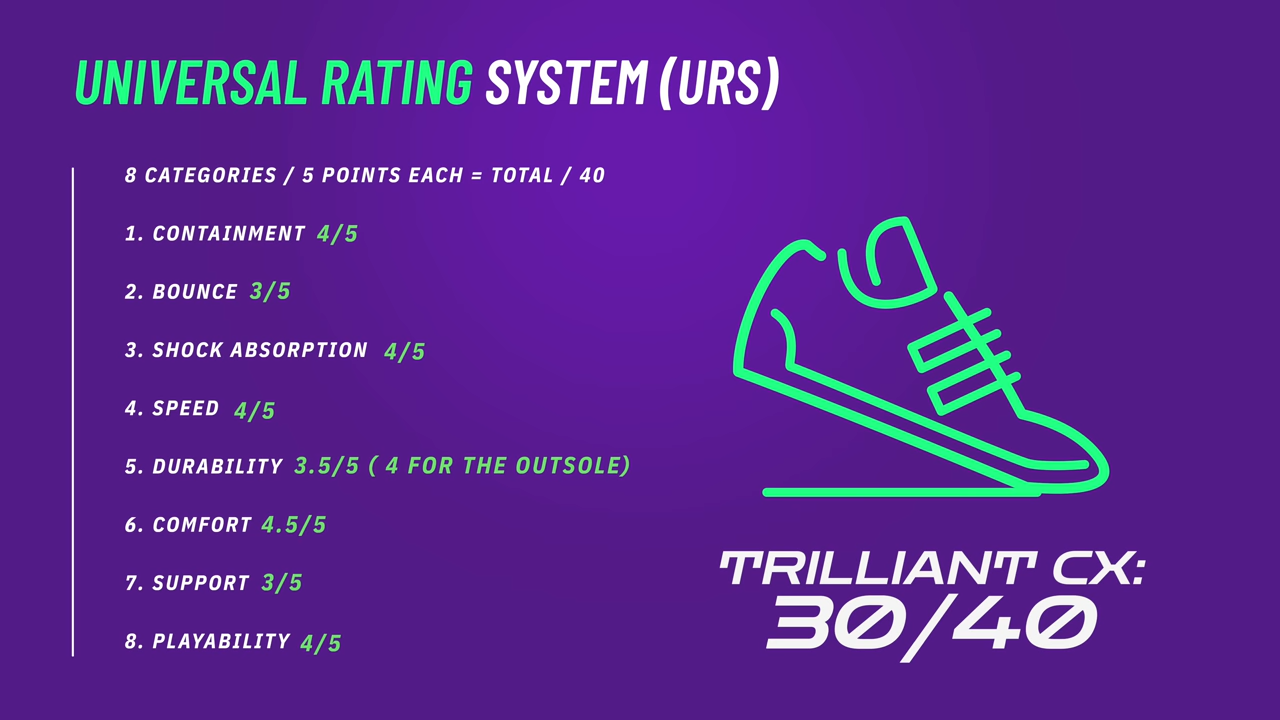 UNIVERSAL RATING SYSTEM (URS)
8 CATEGORIES / 5 POINTS EACH = TOTAL / 40
1. CONTAINMENT 4/5
2. BOUNCE 3/5
3. SHOCK ABSORPTION 4/5
4. SPEED 4/5
5. DURABILITY 3.5/5 ( 4 FOR THE OUTSOLE)
6. COMFORT 4.5/5
7. SUPPORT 3/5
8. PLAYABILITY 4/5
TRILLIANT CX:
30/40